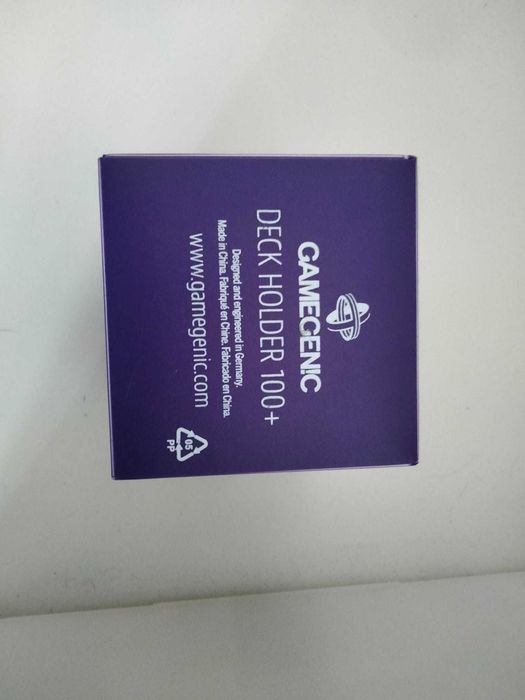 GAMEGENIC
DECK HOLDER 100+
Designed and engineered in Germany.
Made in China. Fabriqué en Chine. Fabricado en China.
www.gamegenic.com
05
PP